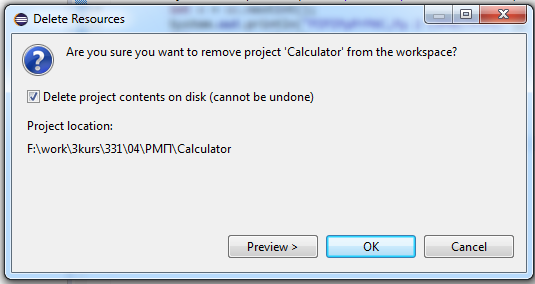 Delete Resources
Are you sure you want to remove project 'Calculator' from the workspace?
Delete project contents on disk (cannot be undone)
Project location:
F:\work\3kurs\331\04\РМП\Calculator
Preview >
OK
Cancel